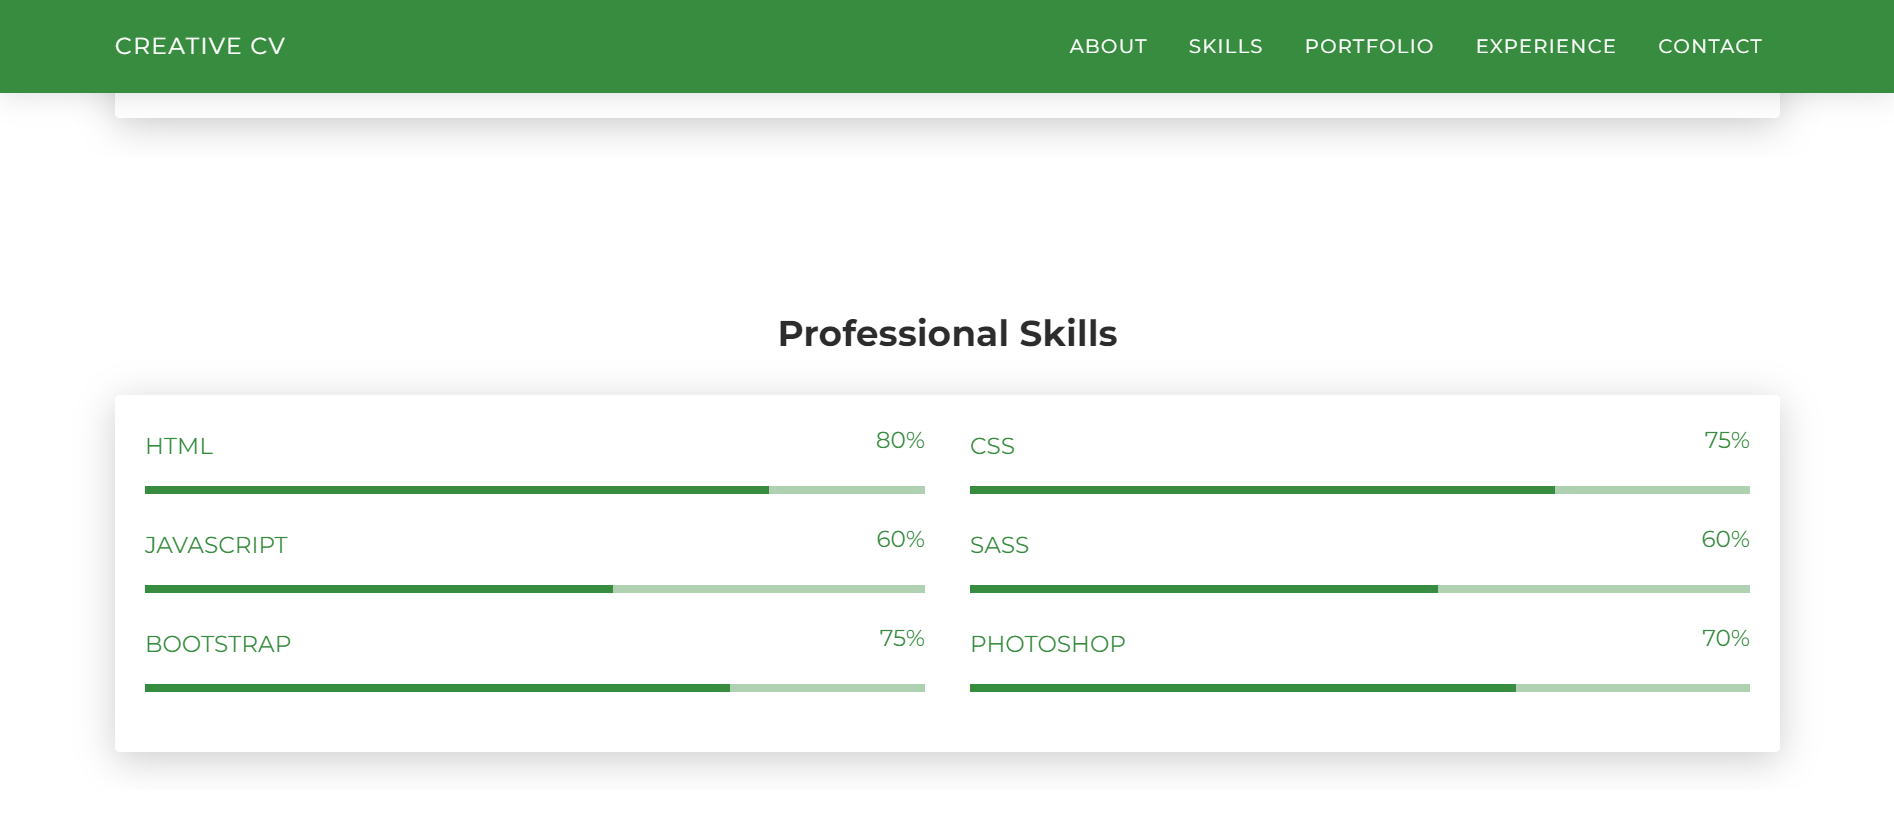 CREATIVE CV
ABOUT SKILLS PORTFOLIO EXPERIENCE CONTACT
Professional Skills
HTML 80%
CSS 75%
JAVASCRIPT 60%
SASS 60%
BOOTSTRAP 75%
PHOTOSHOP 70%